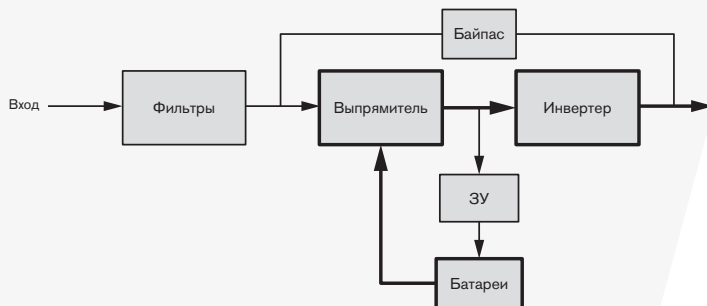 Байпас
Вход
Фильтры
Выпрямитель
Инвертер
ЗУ
Батареи